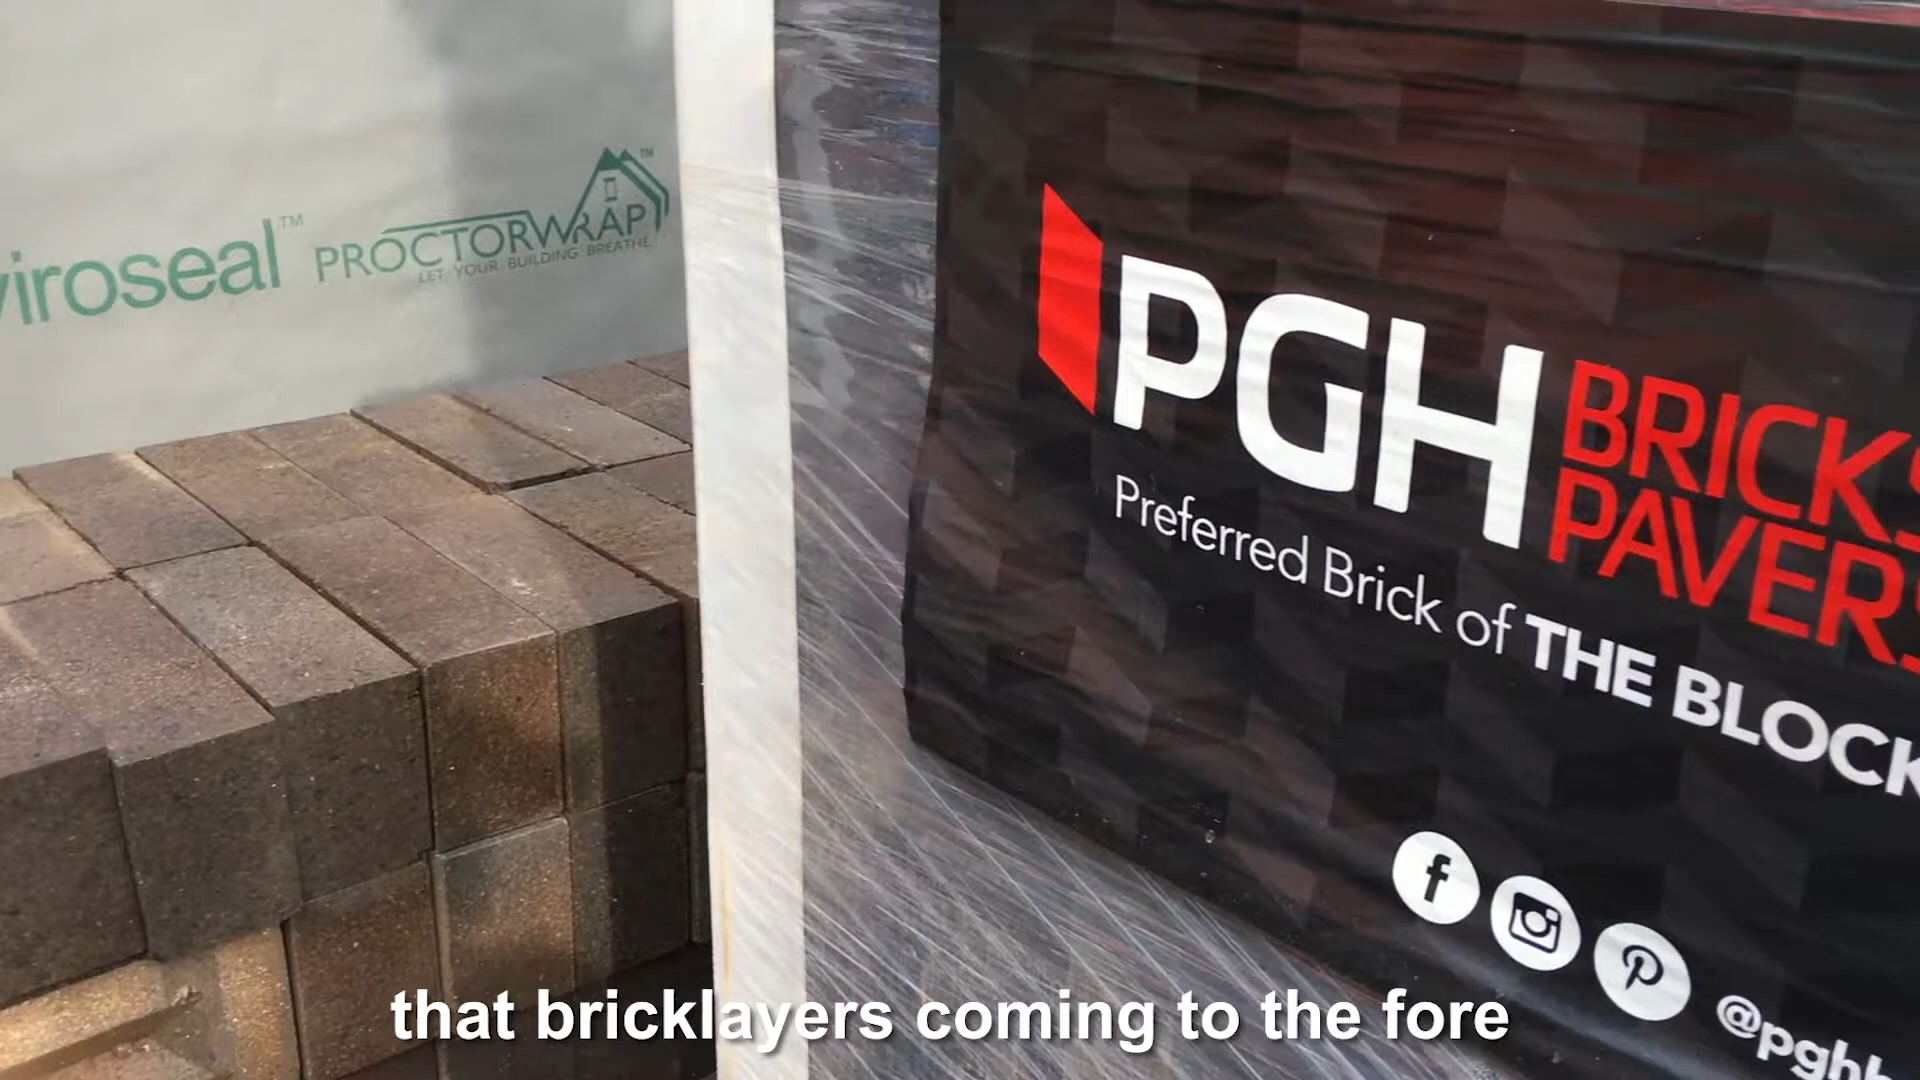 viroseal™
PROCTORWRAP™
LET YOUR BUILDING BREATHE
PGH
BRICKS
PAVERS
Preferred Brick of THE BLOCK
@pghb
that bricklayers coming to the fore